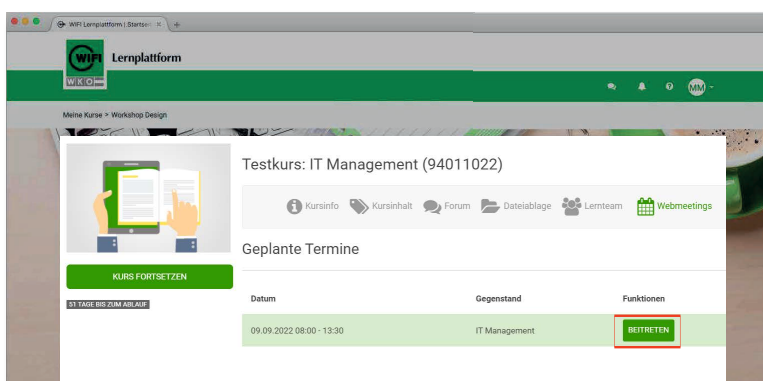 WIFI Lernplattform | Startseit
WIFI
Lernplattform
WKO
MM
Meine Kurse > Workshop Design
Testkurs: IT Management (94011022)
Kursinfo Kursinhalt Forum Dateiablage Lernteam Webmeetings
Geplante Termine
KURS FORTSETZEN
51 TAGE BIS ZUM ABLAUF
Datum Gegenstand Funktionen
09.09.2022 08:00 - 13:30 IT Management BEITRETEN